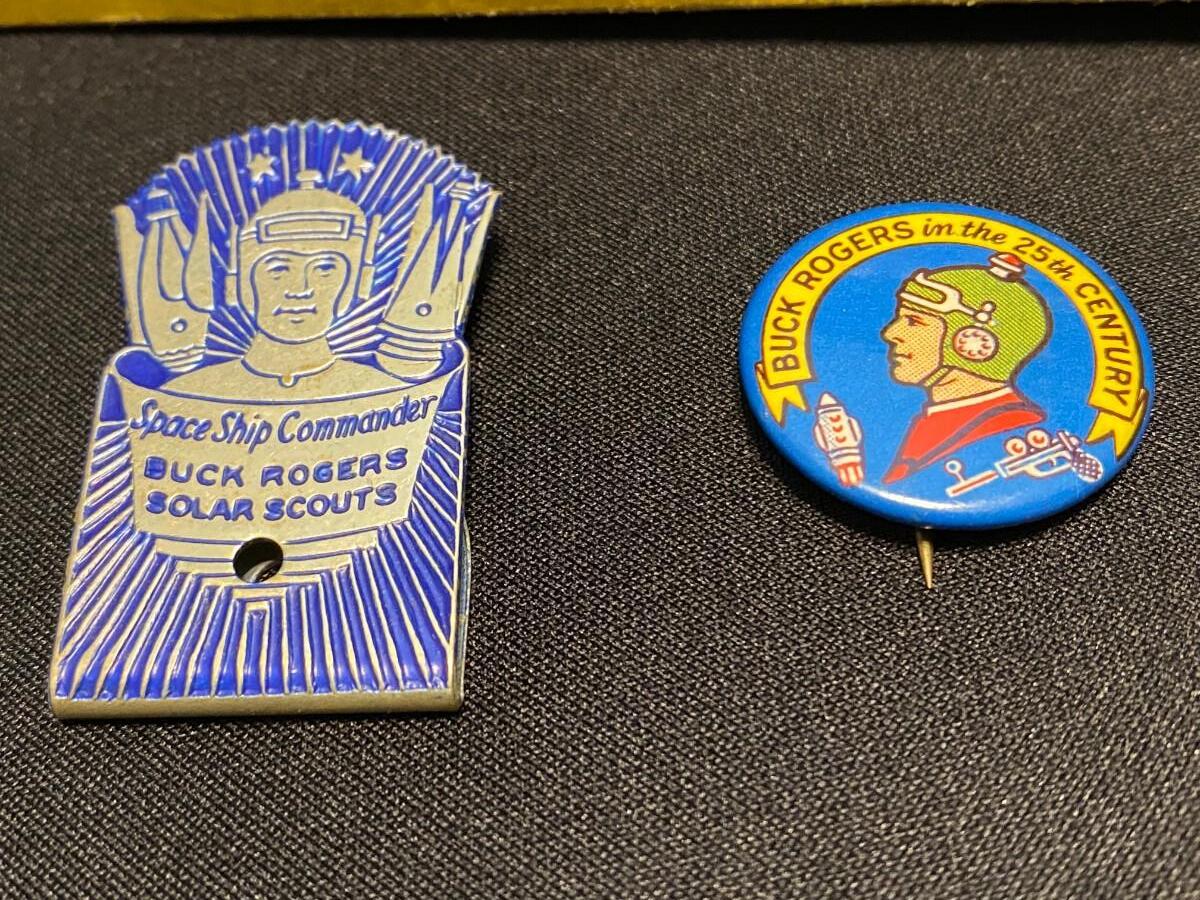 Space Ship Commander
BUCK ROGERS
SOLAR SCOUTS
BUCK ROGERS in the 25th CENTURY